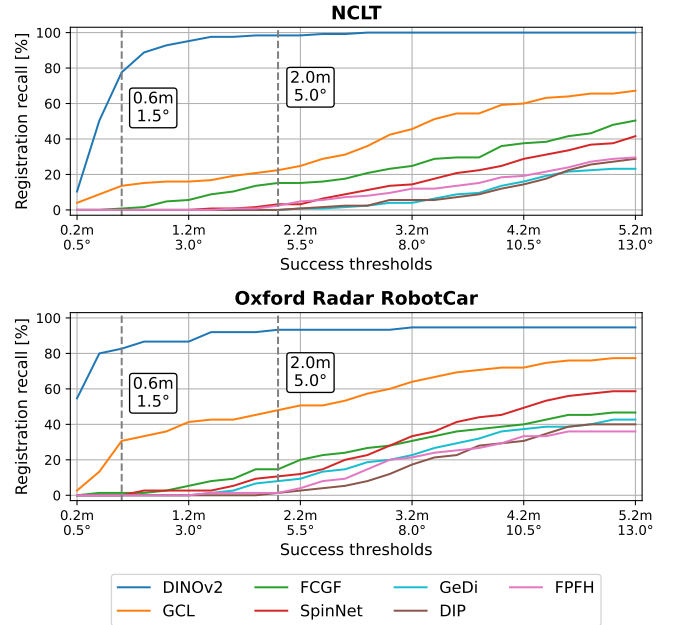 NCLT
Registration recall [%]
100
80
60
40
20
0
0.6m
1.5°
2.0m
5.0°
0.2m 1.2m 2.2m 3.2m 4.2m 5.2m
0.5° 3.0° 5.5° 8.0° 10.5° 13.0°
Success thresholds
Oxford Radar RobotCar
Registration recall [%]
100
80
60
40
20
0
0.6m
1.5°
2.0m
5.0°
0.2m 1.2m 2.2m 3.2m 4.2m 5.2m
0.5° 3.0° 5.5° 8.0° 10.5° 13.0°
Success thresholds
DINOv2 FCGF GeDi FPFH
GCL SpinNet DIP